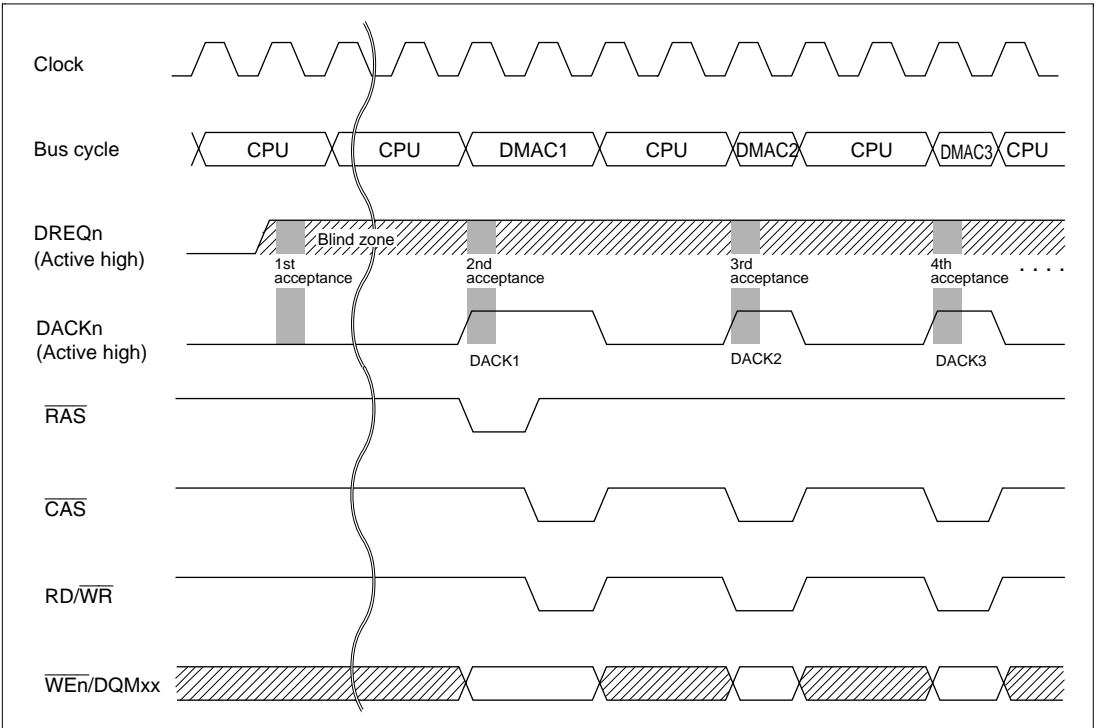 Clock
Bus cycle
CPU CPU DMAC1 CPU DMAC2 CPU DMAC3 CPU
DREQn
(Active high)
Blind zone
1st
acceptance
2nd
acceptance
3rd
acceptance
4th
acceptance
. . . .
DACKn
(Active high)
DACK1 DACK2 DACK3
RAS
CAS
RD/WR
WEn/DQMxx